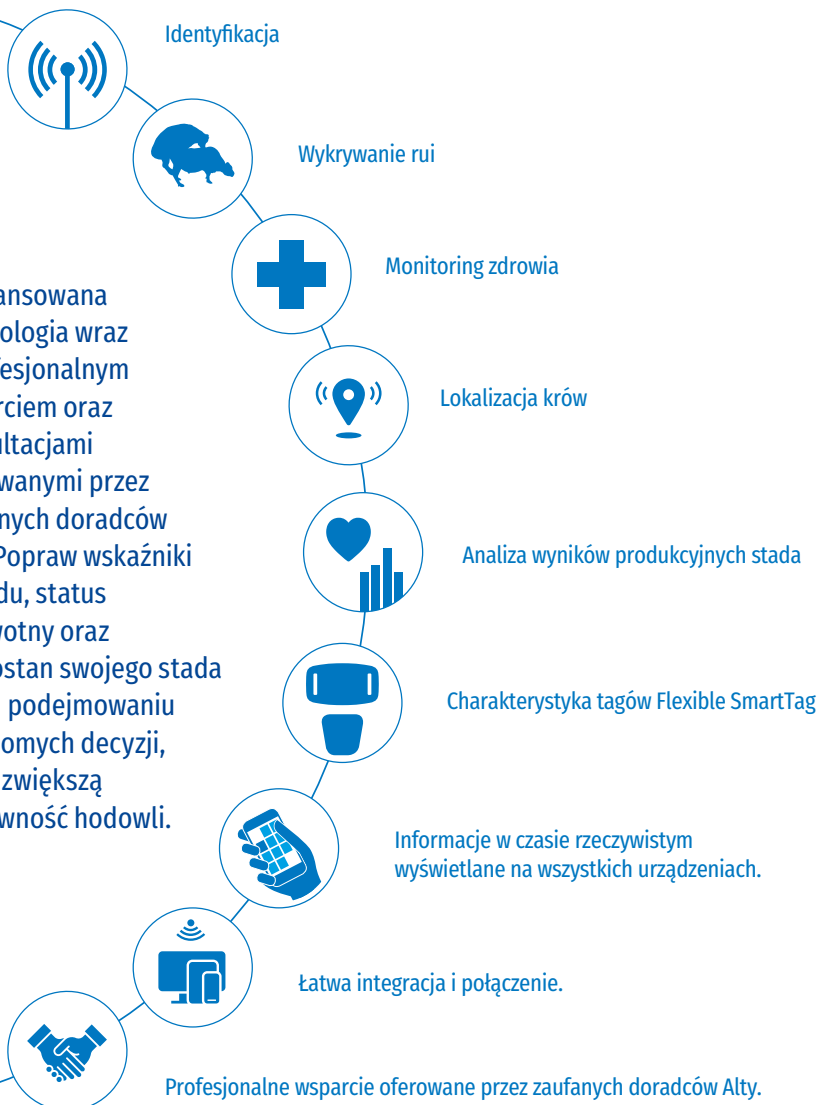 Identyfikacja
Wykrywanie rui
Monitoring zdrowia
Lokalizacja krów
Analiza wyników produkcyjnych stada
Charakterystyka tagów Flexible SmartTag
Informacje w czasie rzeczywistym
wyświetlane na wszystkich urządzeniach.
Łatwa integracja i połączenie.
Profesjonalne wsparcie oferowane przez zaufanych doradców Alty.
ansowana
ologia wraz
esjonalnym
rciem oraz
ultacjami
wanymi przez
nych doradców
Popraw wskaźniki
du, status
wotny oraz
ostan swojego stada
podejmowaniu
omych decyzji,
zwiększą
wność hodowli.